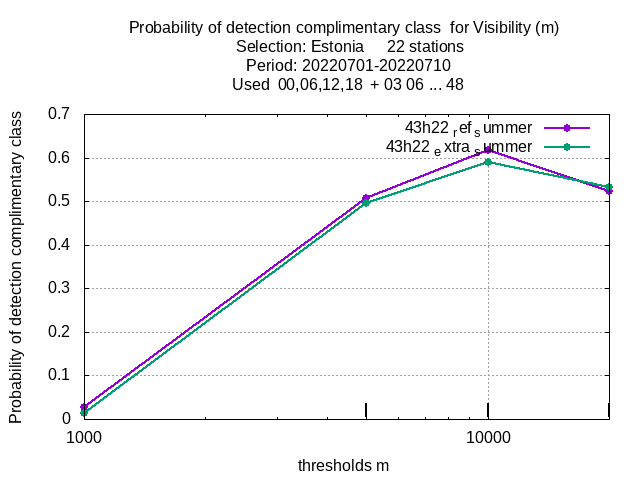 Probability of detection complimentary class  for Visibility (m)
Selection: Estonia     22 stations
Period: 20220701-20220710
Used  00,06,12,18  + 03 06 ... 48
Probability of detection complimentary class
0.7
0.6
0.5
0.4
0.3
0.2
0.1
0
43h22 ref summer
43h22 extra summer
1000
10000
thresholds m